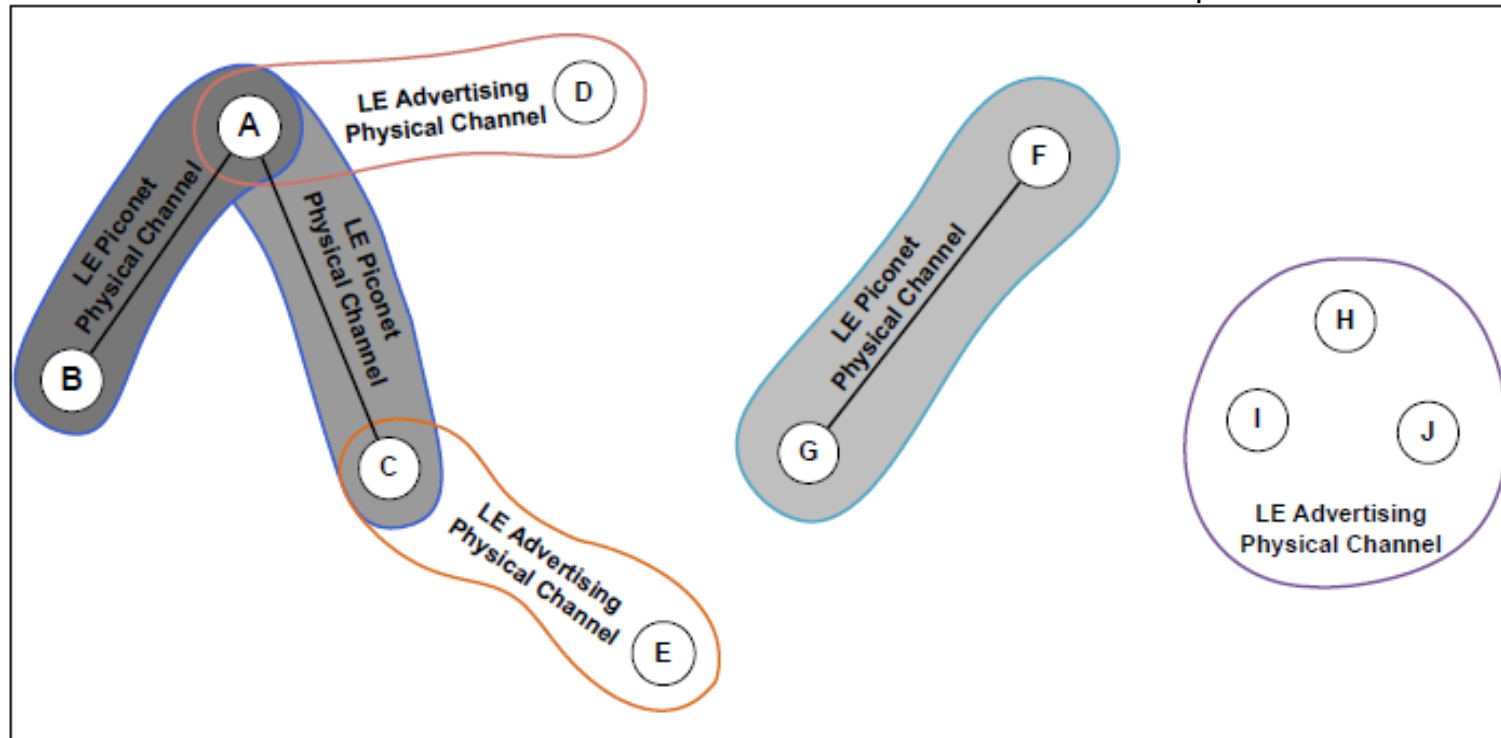 A
LE Advertising
Physical Channel
D
LE Piconet
Physical Channel
B
LE Piconet
Physical Channel
C
LE Advertising
Physical Channel
E
F
LE Piconet
Physical Channel
G
H
I
J
LE Advertising
Physical Channel